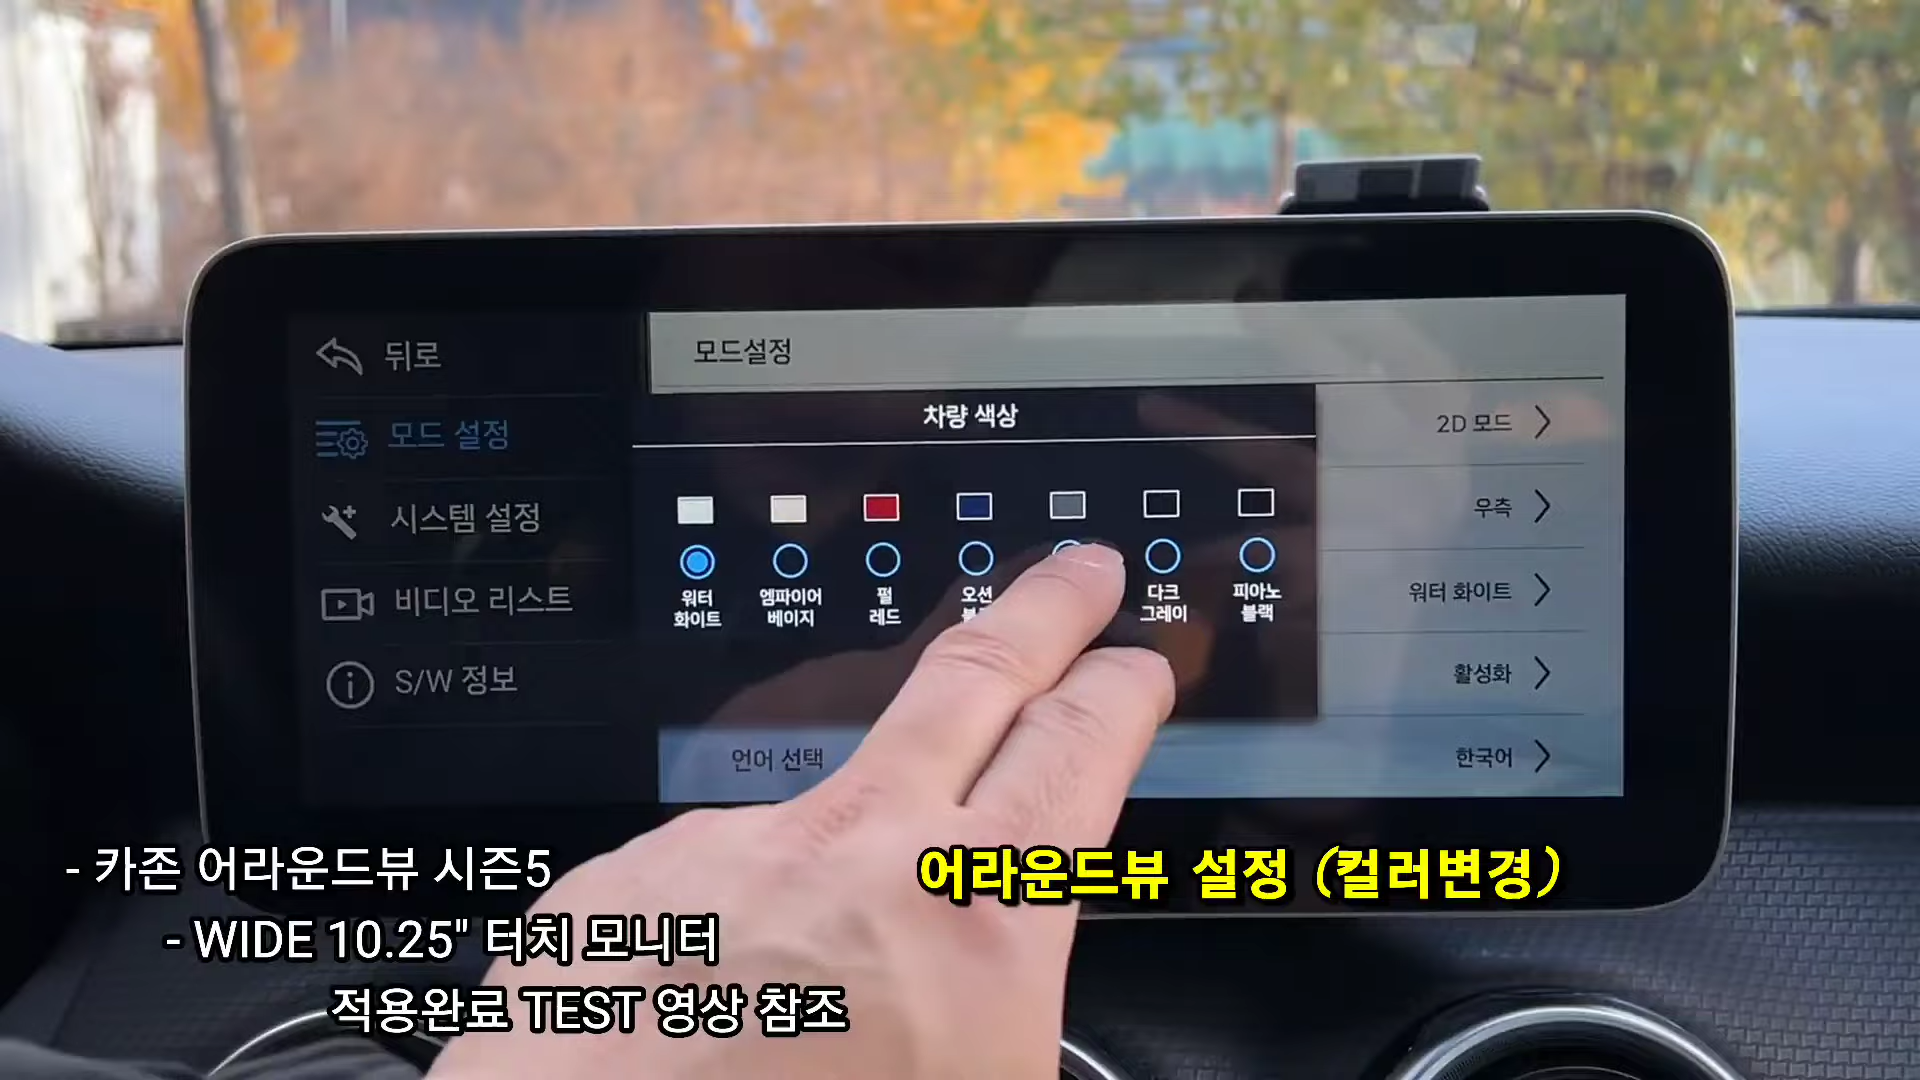 뒤로
모드 설정
시스템 설정
비디오 리스트
S/W 정보
모드설정
차량 색상
워터 화이트
엠파이어 베이지
펄 레드
오션
다크 그레이
피아노 블랙
2D 모드
우측
워터 화이트
활성화
언어 선택
한국어
- 카존 어라운드뷰 시즌5
- WIDE 10.25" 터치 모니터
적용완료 TEST 영상 참조
어라운드뷰 설정 (컬러변경)